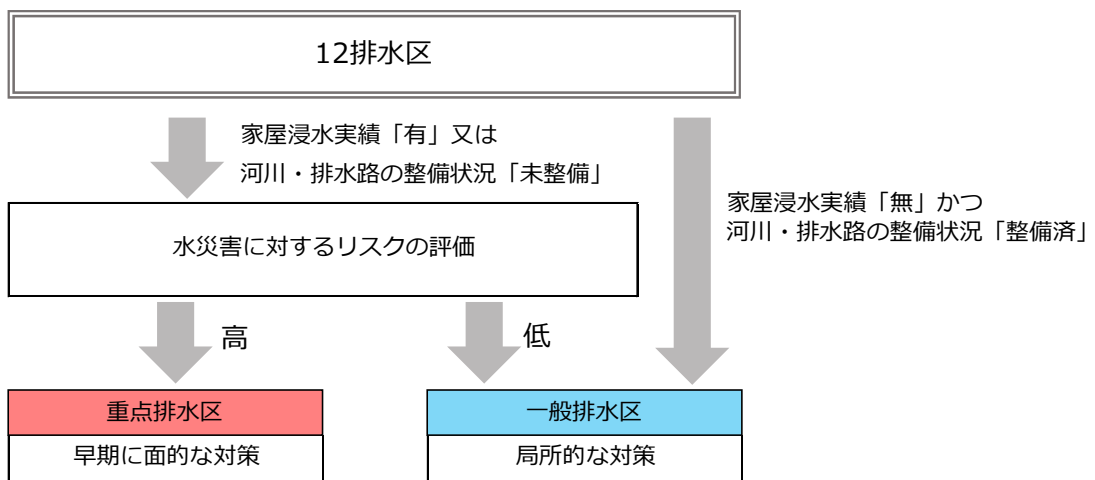 12排水区
家屋浸水実績「有」又は
河川・排水路の整備状況「未整備」
家屋浸水実績「無」かつ
河川・排水路の整備状況「整備済」
水災害に対するリスクの評価
高
低
重点排水区
早期に面的な対策
一般排水区
局所的な対策